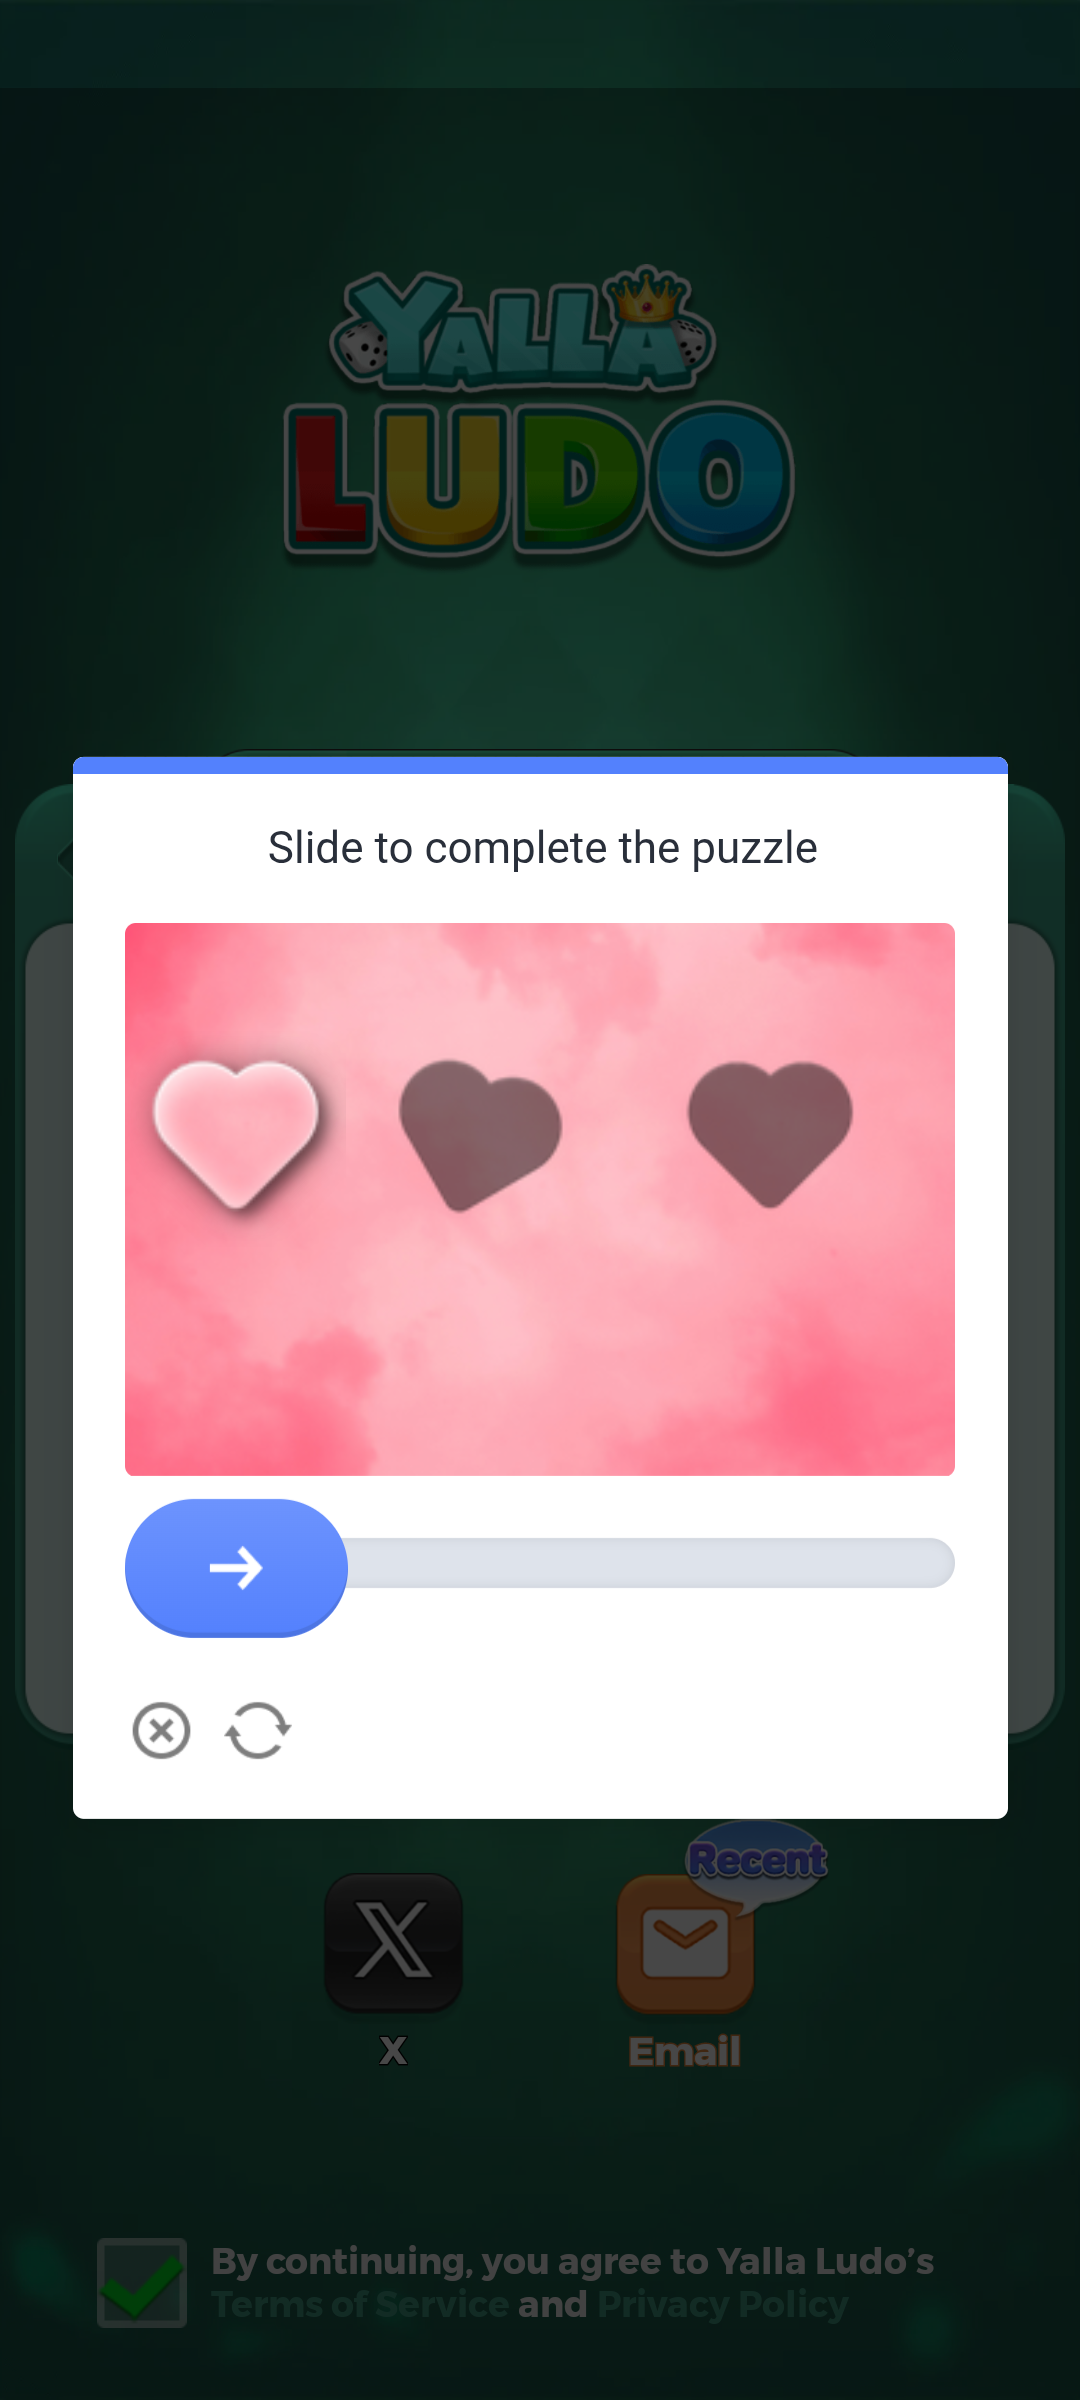 YALLA
LUDO
Slide to complete the puzzle
Recent
X
Email
By continuing, you agree to Yalla Ludo’s
Terms of Service and Privacy Policy